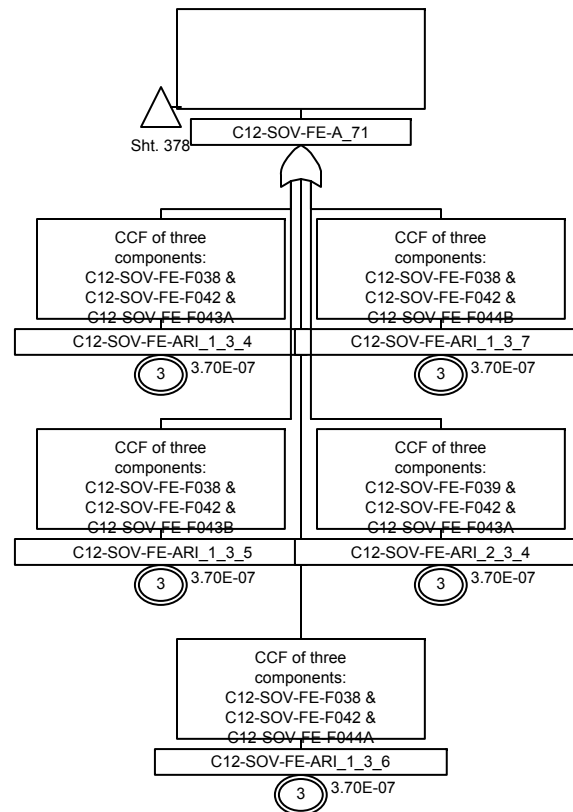 C12-SOV-FE-A_71
Sht. 378
CCF of three
components:
C12-SOV-FE-F038 &
C12-SOV-FE-F042 &
C12-SOV-FE-F043A
C12-SOV-FE-ARI_1_3_4
3
3.70E-07
CCF of three
components:
C12-SOV-FE-F038 &
C12-SOV-FE-F042 &
C12-SOV-FE-F044B
C12-SOV-FE-ARI_1_3_7
3
3.70E-07
CCF of three
components:
C12-SOV-FE-F038 &
C12-SOV-FE-F042 &
C12-SOV-FE-F043B
C12-SOV-FE-ARI_1_3_5
3
3.70E-07
CCF of three
components:
C12-SOV-FE-F039 &
C12-SOV-FE-F042 &
C12-SOV-FE-F043A
C12-SOV-FE-ARI_2_3_4
3
3.70E-07
CCF of three
components:
C12-SOV-FE-F038 &
C12-SOV-FE-F042 &
C12-SOV-FE-F044A
C12-SOV-FE-ARI_1_3_6
3
3.70E-07